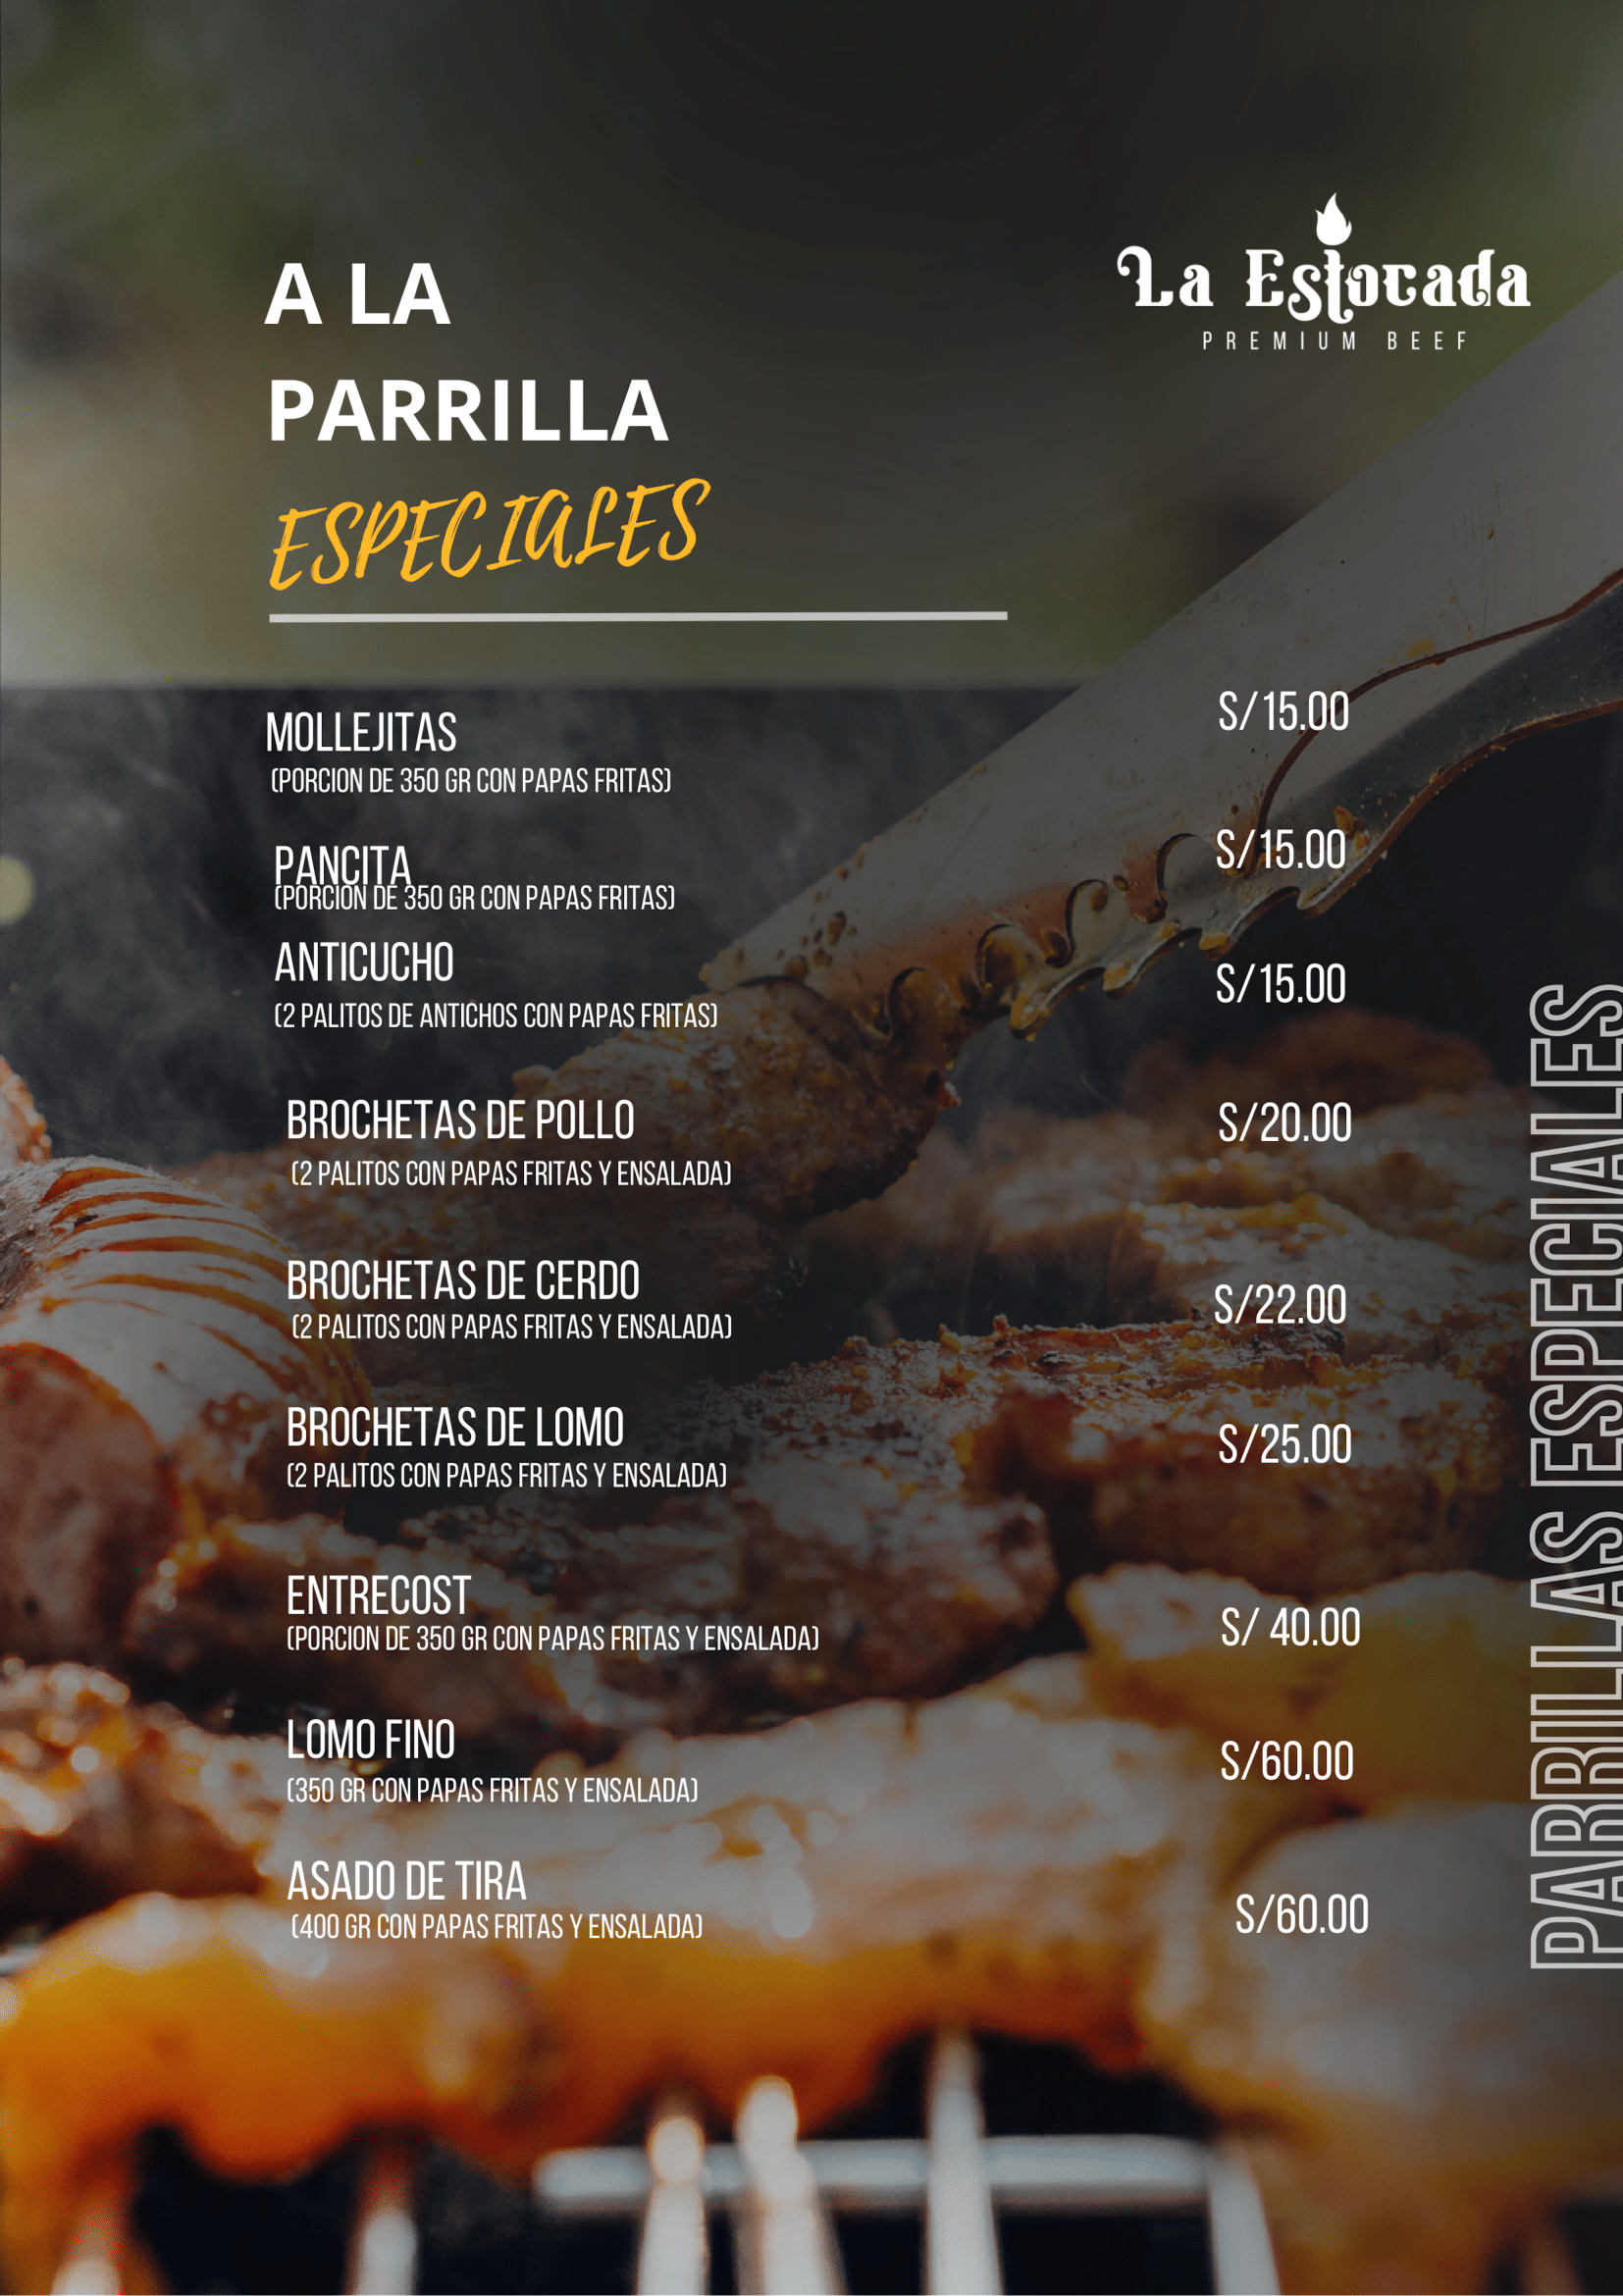 La Estocada
PREMIUM BEEF
A LA
PARRILLA
ESPECIALES
MOLLEJITAS S/15.00
(PORCION DE 350 GR CON PAPAS FRITAS)
PANCITA S/15.00
(PORCION DE 350 GR CON PAPAS FRITAS)
ANTICUCHO S/15.00
(2 PALITOS DE ANTICHOS CON PAPAS FRITAS)
BROCHETAS DE POLLO S/20.00
(2 PALITOS CON PAPAS FRITAS Y ENSALADA)
BROCHETAS DE CERDO S/22.00
(2 PALITOS CON PAPAS FRITAS Y ENSALADA)
BROCHETAS DE LOMO S/25.00
(2 PALITOS CON PAPAS FRITAS Y ENSALADA)
ENTRECOST S/ 40.00
(PORCION DE 350 GR CON PAPAS FRITAS Y ENSALADA)
LOMO FINO S/60.00
(350 GR CON PAPAS FRITAS Y ENSALADA)
ASADO DE TIRA S/60.00
(400 GR CON PAPAS FRITAS Y ENSALADA)
PARRILLAS ESPECIALES